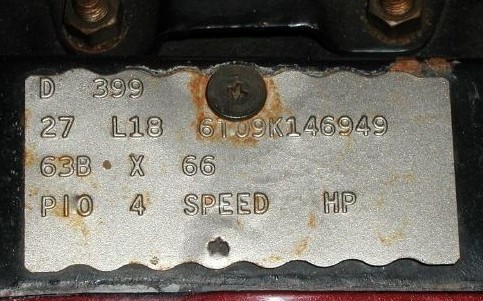 D 399
27 L18 6T09K146949
63B X 66
PIO 4 SPEED HP